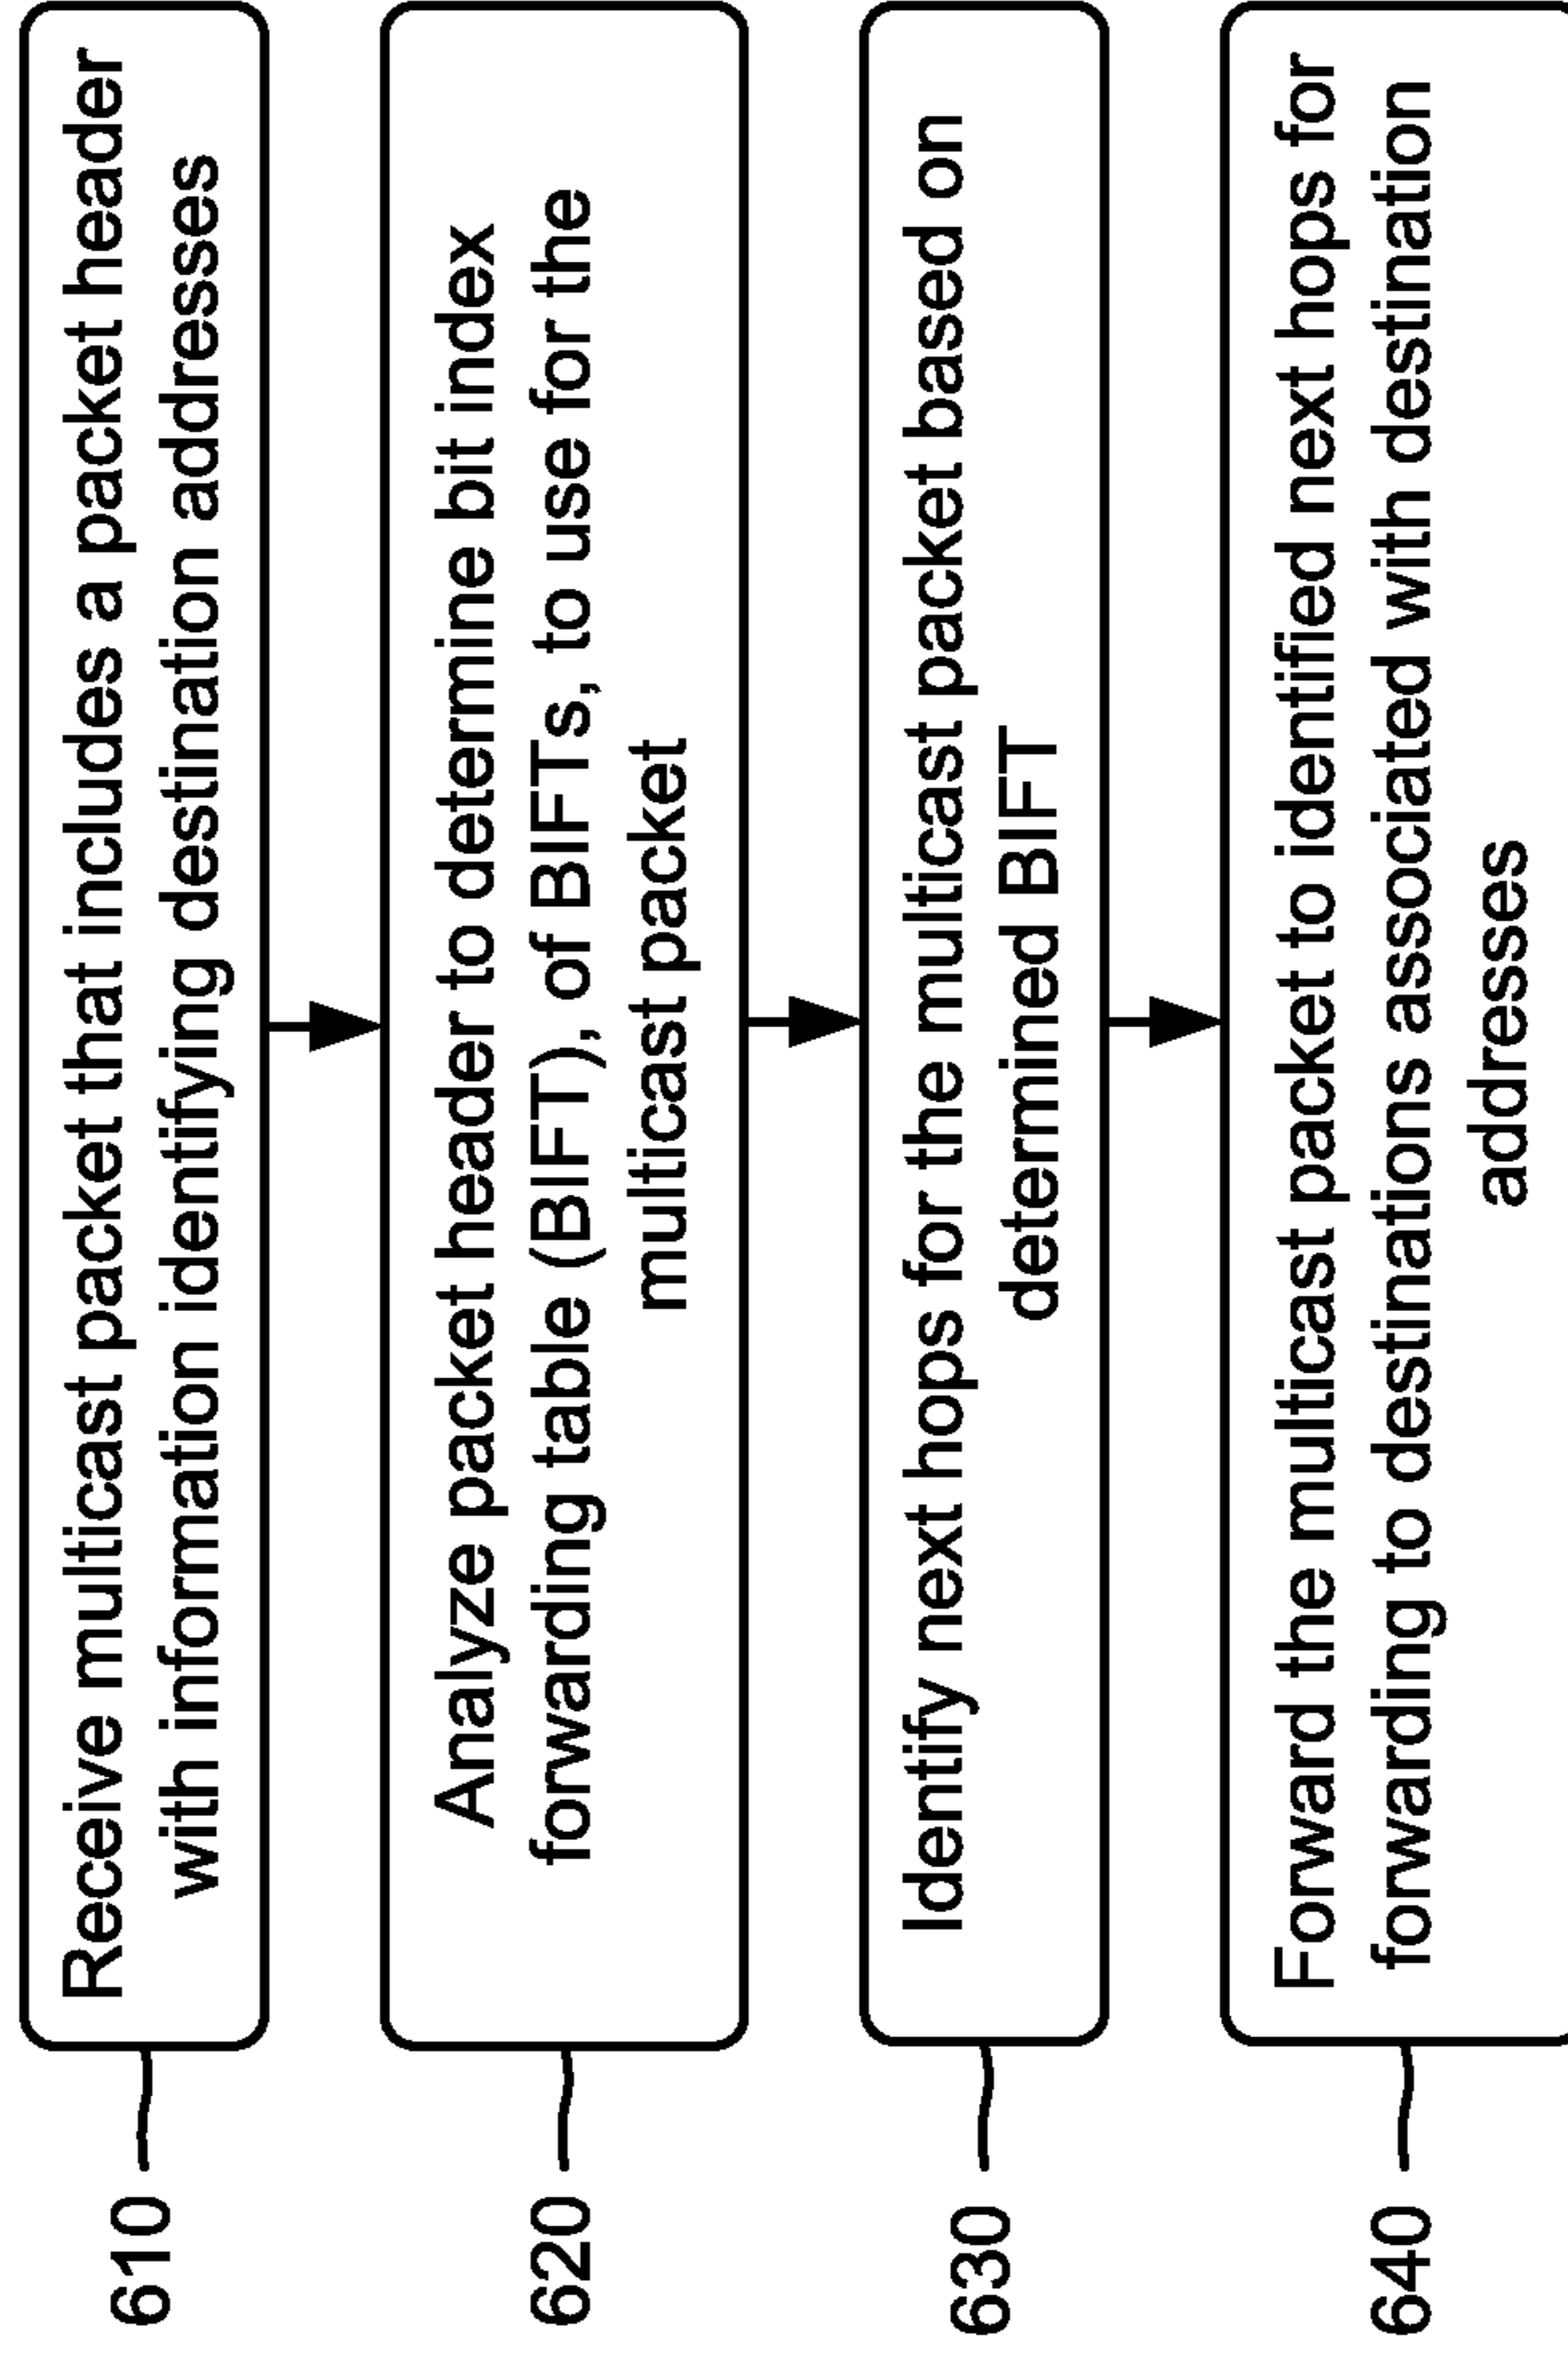 610
Receive multicast packet that includes a packet header
with information identifying destination addresses
620
Analyze packet header to determine bit index
forwarding table (BIFT), of BIFTs, to use for the
multicast packet
630
Identify next hops for the multicast packet based on
determined BIFT
640
Forward the multicast packet to identified next hops for
forwarding to destinations associated with destination
addresses